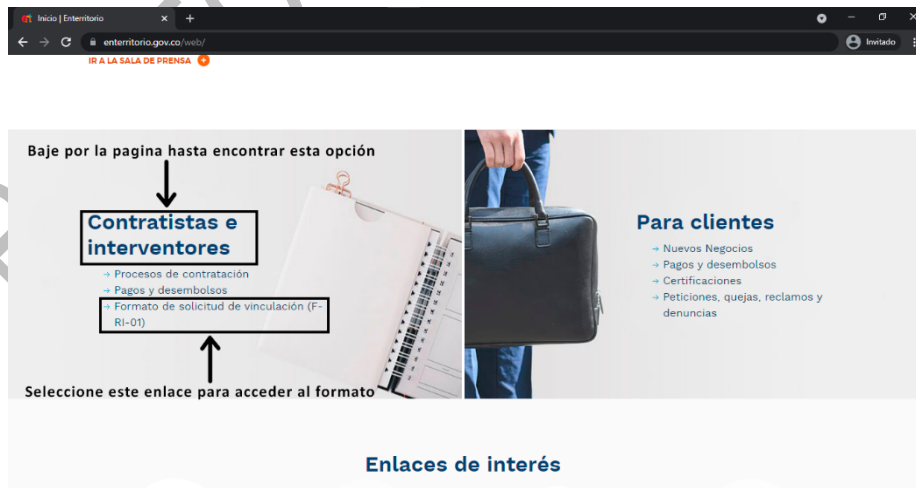 Inicio | Enterritorio
enterritorio.gov.co/web/
Invitado
IR A LA SALA DE PRENSA
Baje por la pagina hasta encontrar esta opción
Contratistas e
interventores
→ Procesos de contratación
→ Pagos y desembolsos
→ Formato de solicitud de vinculación (F-
RI-01)
Seleccione este enlace para acceder al formato
Para clientes
→ Nuevos Negocios
→ Pagos y desembolsos
→ Certificaciones
→ Peticiones, quejas, reclamos y
denuncias
Enlaces de interés